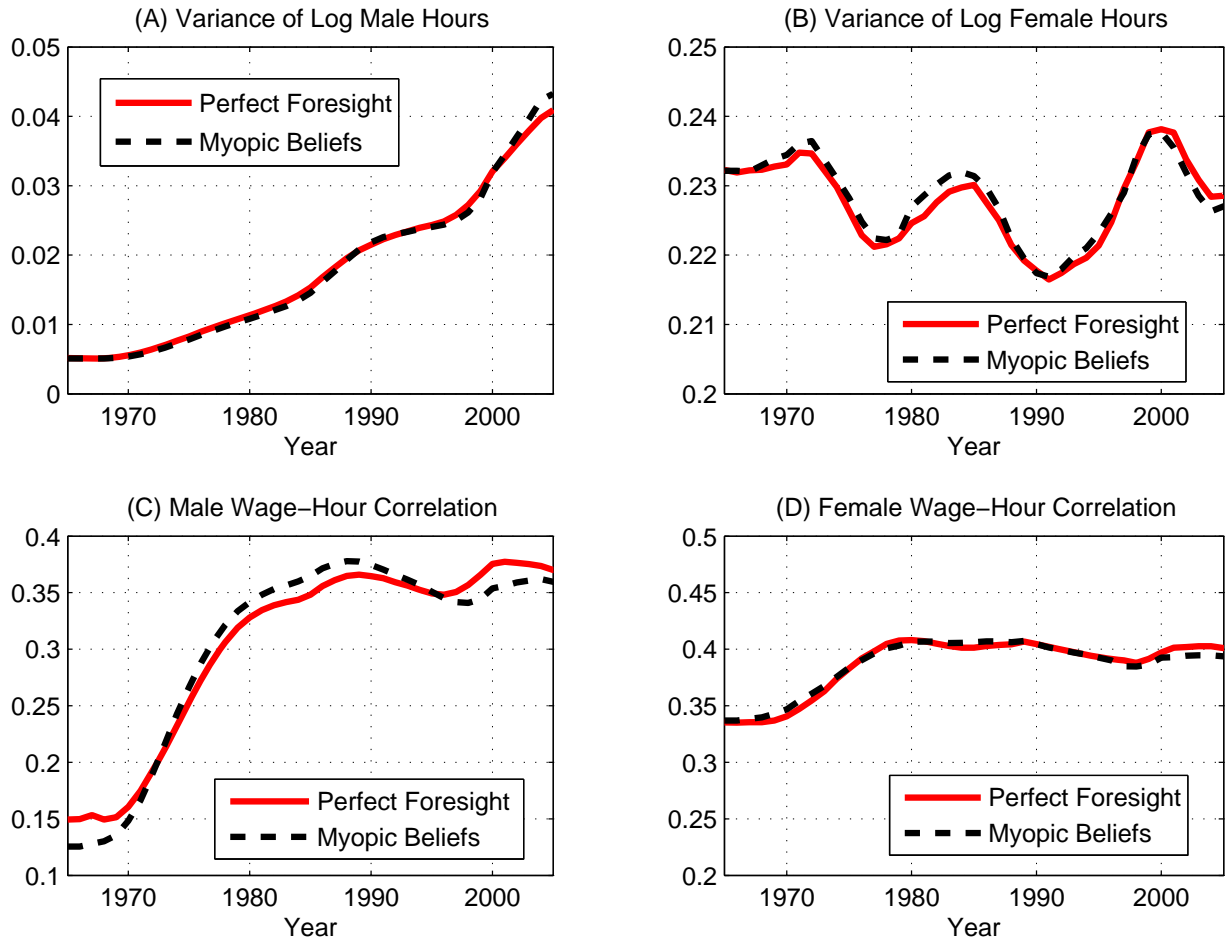 (A) Variance of Log Male Hours
0.05
0.04
0.03
0.02
0.01
0
Perfect Foresight
Myopic Beliefs
1970 1980 1990 2000
Year
(B) Variance of Log Female Hours
0.25
0.24
0.23
0.22
0.21
0.2
Perfect Foresight
Myopic Beliefs
1970 1980 1990 2000
Year
(C) Male Wage−Hour Correlation
0.4
0.35
0.3
0.25
0.2
0.15
0.1
Perfect Foresight
Myopic Beliefs
1970 1980 1990 2000
Year
(D) Female Wage−Hour Correlation
0.5
0.45
0.4
0.35
0.3
0.25
0.2
Perfect Foresight
Myopic Beliefs
1970 1980 1990 2000
Year